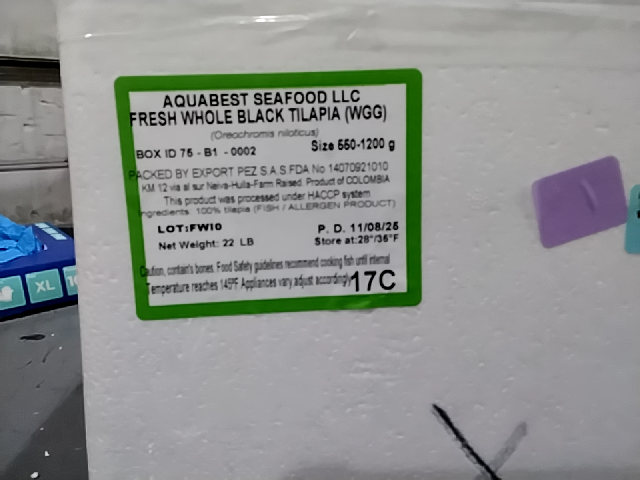 AQUABEST SEAFOOD LLC
FRESH WHOLE BLACK TILAPIA (WGG)
(Oreochromis niloticus)
BOX ID 75 - B1 - 0002 Size 550-1200 g
PACKED BY EXPORT PEZ S.A.S.FDA No 14070921010
KM 12 via al sur Neiva-Huila-Farm Raised. Product of COLOMBIA
This product was processed under HACCP system
Ingredients: 100% tilapia (FISH / ALLERGEN PRODUCT)
LOT:FWI0 P. D. 11/08/25
Net Weight: 22 LB Store at:28°/36°F
Caution, contain's bones. Food Safety guidelines recommend cooking fish until internal
Temperature reaches 145ºF Appliances vary,adjust accordingly
17C
XL